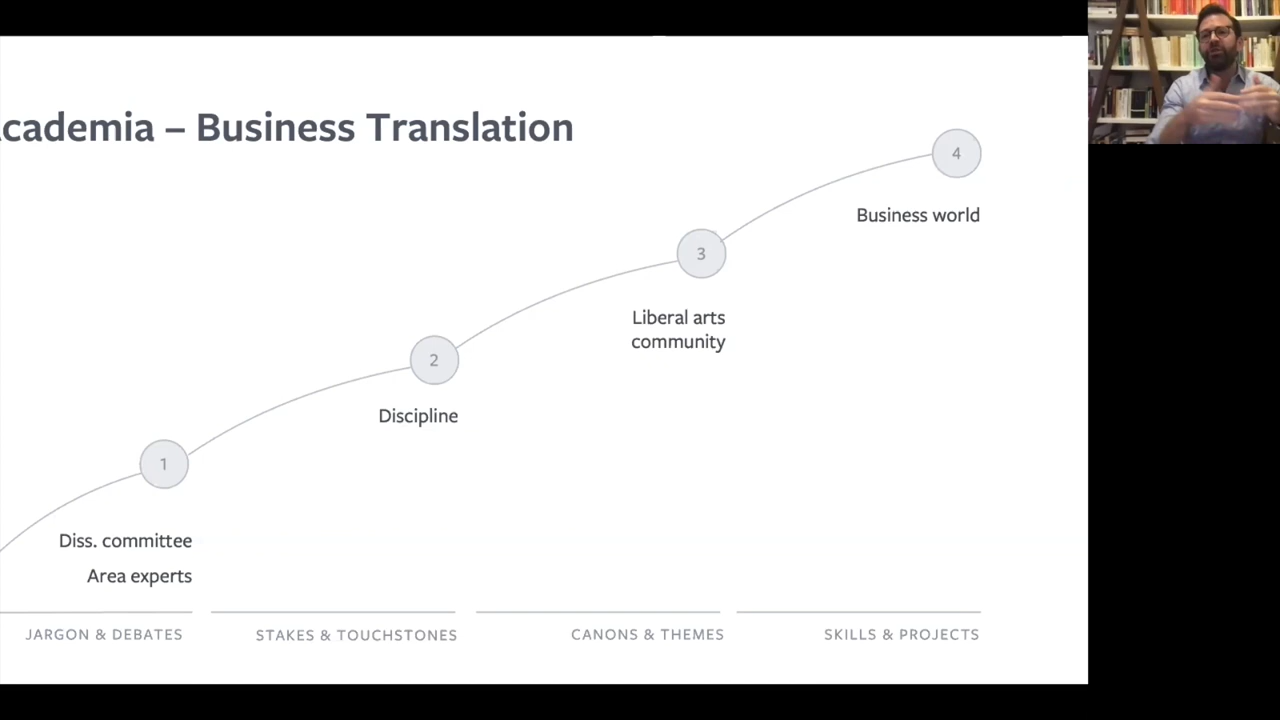 cademia – Business Translation
4
Business world
3
Liberal arts
community
2
Discipline
1
Diss. committee
Area experts
JARGON & DEBATES
STAKES & TOUCHSTONES
CANONS & THEMES
SKILLS & PROJECTS